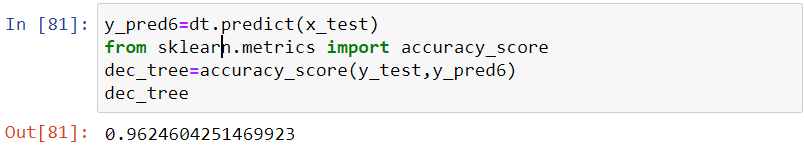 In [81]: y_pred6=dt.predict(x_test)
from sklearn.metrics import accuracy_score
dec_tree=accuracy_score(y_test,y_pred6)
dec_tree
Out[81]: 0.9624604251469923